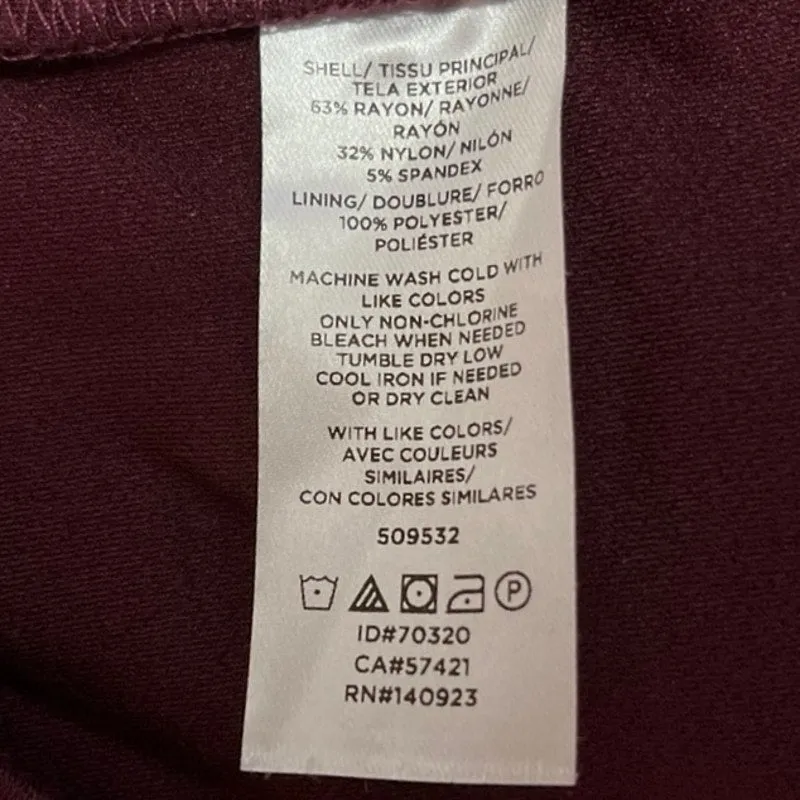 SHELL/ TISSU PRINCIPAL/
TELA EXTERIOR
63% RAYON/ RAYONNE/
RAYÓN
32% NYLON/ NILÓN
5% SPANDEX
LINING/ DOUBLURE/ FORRO
100% POLYESTER/
POLIÉSTER
MACHINE WASH COLD WITH
LIKE COLORS
ONLY NON-CHLORINE
BLEACH WHEN NEEDED
TUMBLE DRY LOW
COOL IRON IF NEEDED
OR DRY CLEAN
WITH LIKE COLORS/
AVEC COULEURS
SIMILAIRES/
CON COLORES SIMILARES
509532
P
ID#70320
CA#57421
RN#140923